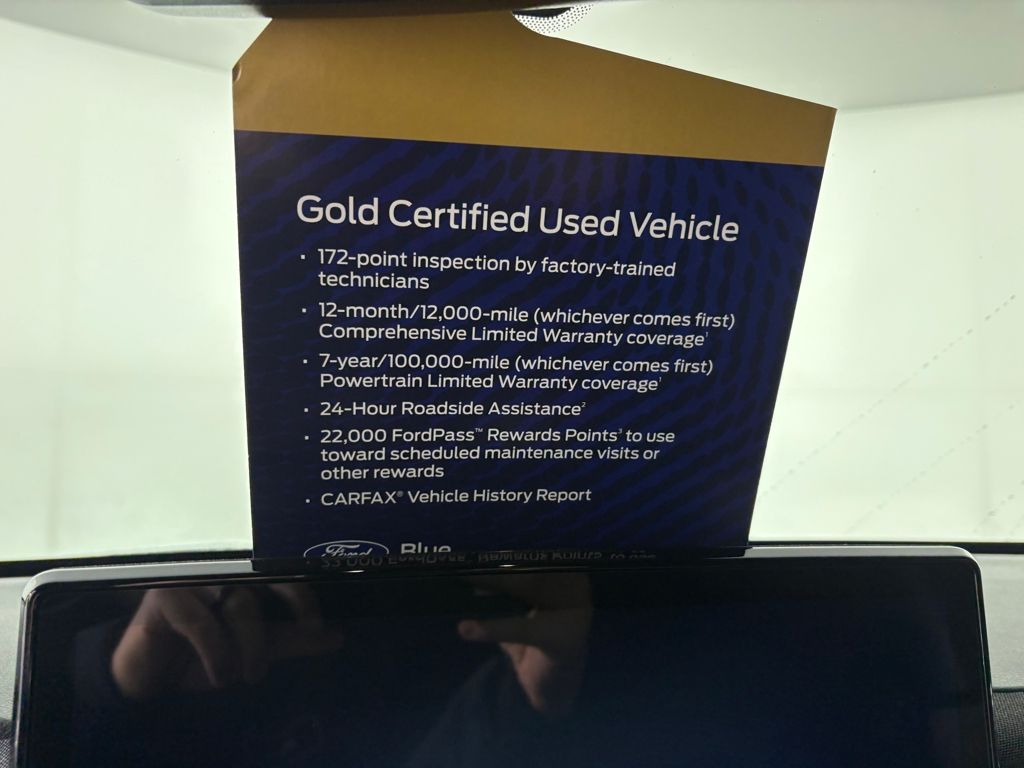 Gold Certified Used Vehicle
· 172-point inspection by factory-trained
technicians
· 12-month/12,000-mile (whichever comes first)
Comprehensive Limited Warranty coverage¹
· 7-year/100,000-mile (whichever comes first)
Powertrain Limited Warranty coverage¹
· 24-Hour Roadside Assistance²
· 22,000 FordPass™ Rewards Points³ to use
toward scheduled maintenance visits or
other rewards
· CARFAX® Vehicle History Report
Ford Blue